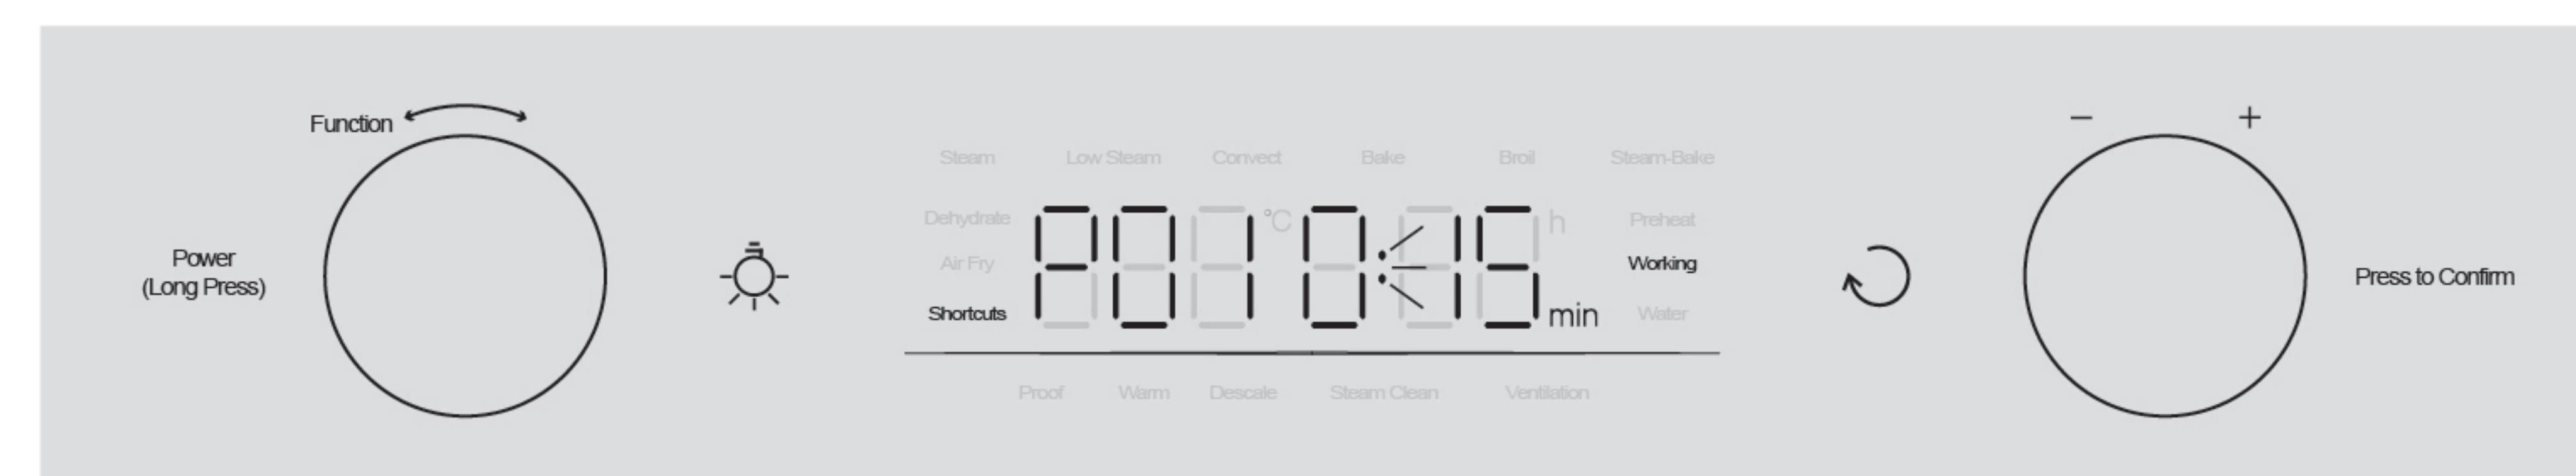 Function
− +
Steam Low Steam Convect Bake Broil Steam-Bake
Dehydrate P01 °C 0:15 h Preheat
Power
(Long Press)
Air Fry Working
Press to Confirm
Shortcuts min Water
Proof Warm Descale Steam Clean Ventilation